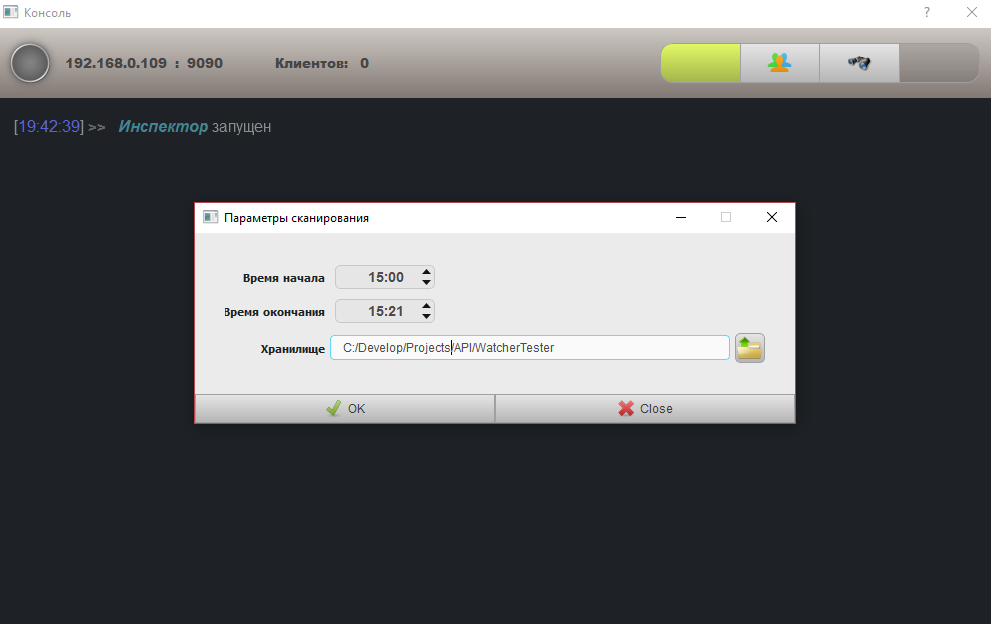 Консоль
192.168.0.109 : 9090 Клиентов: 0
[19:42:39] >> Инспектор запущен
Параметры сканирования
Время начала 15:00
Время окончания 15:21
Хранилище C:/Develop/Projects/API/WatcherTester
OK Close